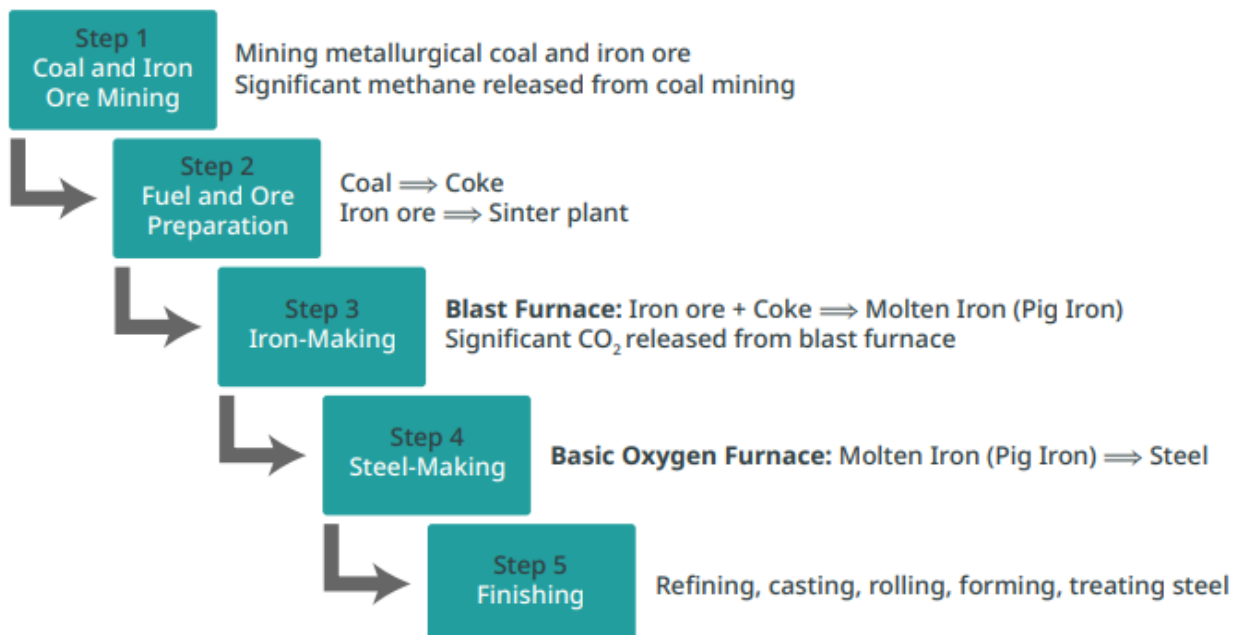 Step 1
Coal and Iron
Ore Mining
Mining metallurgical coal and iron ore
Significant methane released from coal mining
Step 2
Fuel and Ore
Preparation
Coal ⟹ Coke
Iron ore ⟹ Sinter plant
Step 3
Iron-Making
Blast Furnace: Iron ore + Coke ⟹ Molten Iron (Pig Iron)
Significant CO₂ released from blast furnace
Step 4
Steel-Making
Basic Oxygen Furnace: Molten Iron (Pig Iron) ⟹ Steel
Step 5
Finishing
Refining, casting, rolling, forming, treating steel